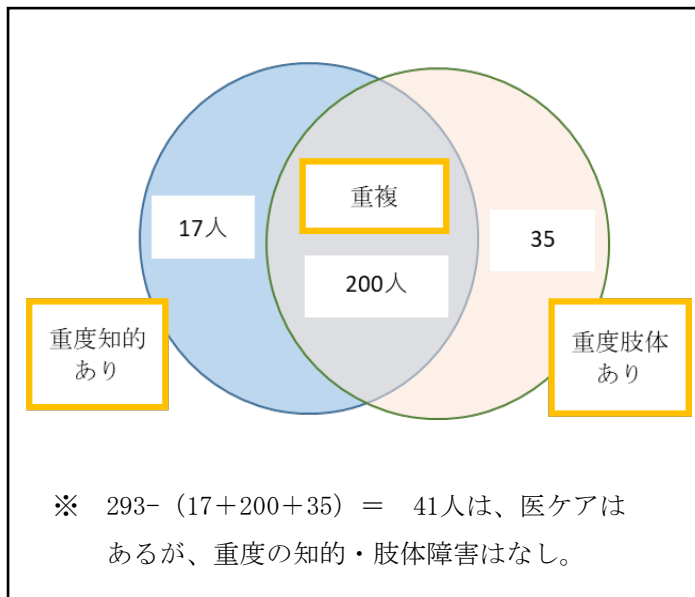 重複
17人
35
200人
重度知的
あり
重度肢体
あり
※ 293-（17＋200＋35）＝ 41人は、医ケアは
あるが、重度の知的・肢体障害はなし。